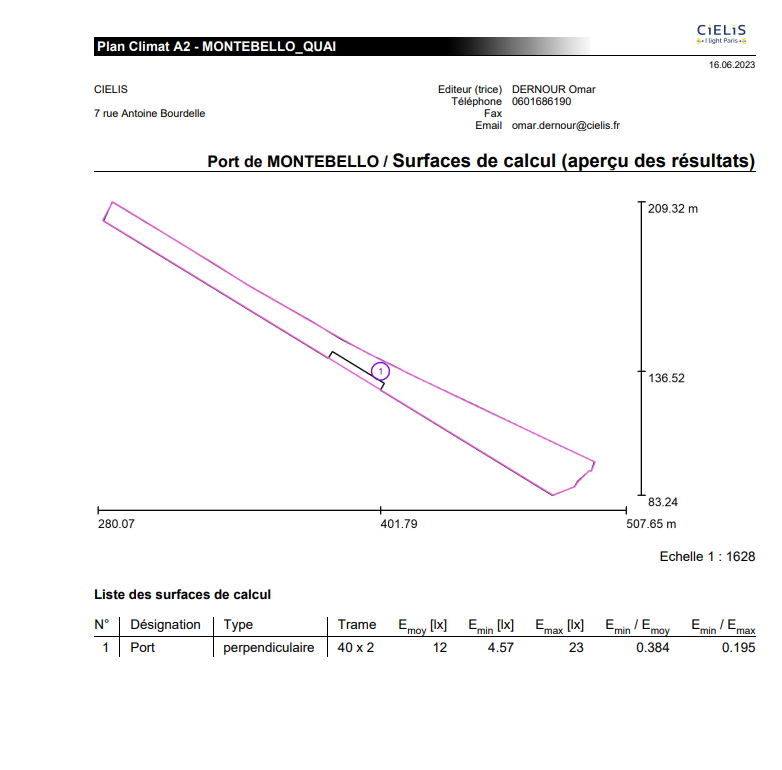 CiELiS
I light Paris
Plan Climat A2 - MONTEBELLO_QUAI
16.06.2023
CIELIS
7 rue Antoine Bourdelle
Editeur (trice) DERNOUR Omar
Téléphone 0601686190
Fax
Email omar.dernour@cielis.fr
Port de MONTEBELLO / Surfaces de calcul (aperçu des résultats)
209.32 m
1
136.52
83.24
280.07 401.79 507.65 m
Echelle 1 : 1628
Liste des surfaces de calcul
N° Désignation Type Trame Emoy [lx] Emin [lx] Emax [lx] Emin / Emoy Emin / Emax
1 Port perpendiculaire 40 x 2 12 4.57 23 0.384 0.195